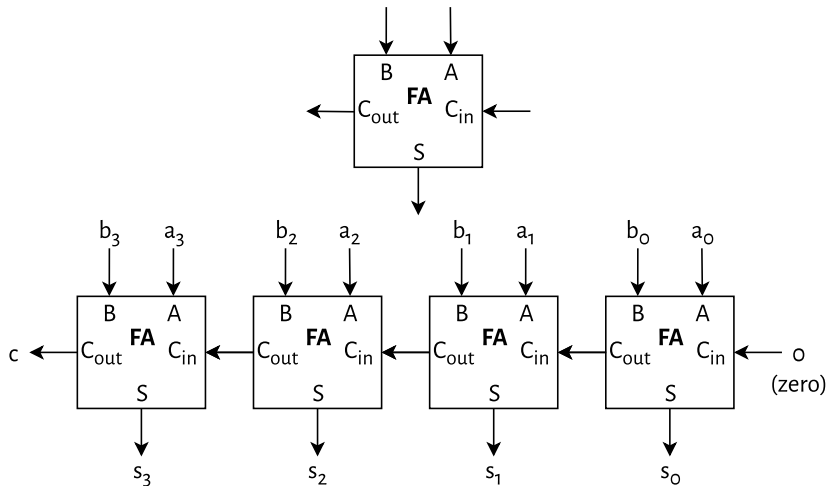 B A
FA
Cout Cin
S
b3 a3 b2 a2 b1 a1 b0 a0
B A B A B A B A
FA FA FA FA
c Cout Cin Cout Cin Cout Cin Cout Cin 0
(zero)
S S S S
s3 s2 s1 s0